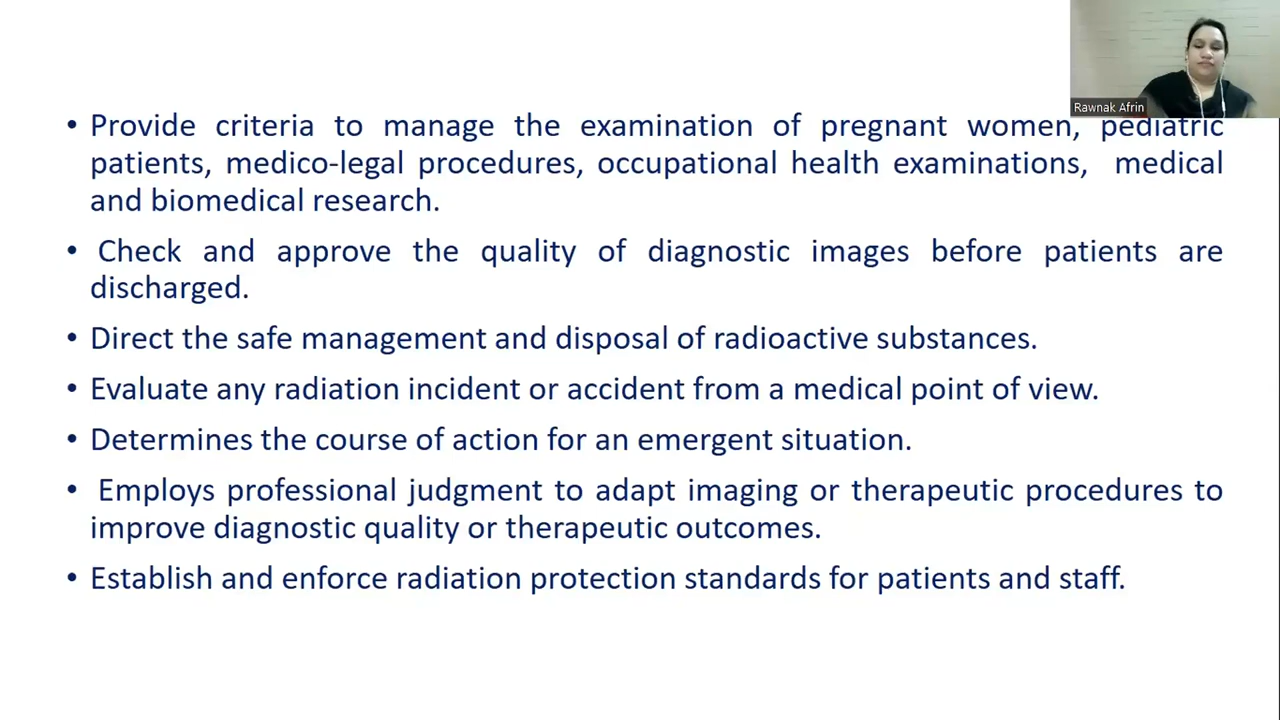 Rawnak Afrin
• Provide criteria to manage the examination of pregnant women, pediatric
patients, medico-legal procedures, occupational health examinations, medical
and biomedical research.
• Check and approve the quality of diagnostic images before patients are
discharged.
• Direct the safe management and disposal of radioactive substances.
• Evaluate any radiation incident or accident from a medical point of view.
• Determines the course of action for an emergent situation.
• Employs professional judgment to adapt imaging or therapeutic procedures to
improve diagnostic quality or therapeutic outcomes.
• Establish and enforce radiation protection standards for patients and staff.